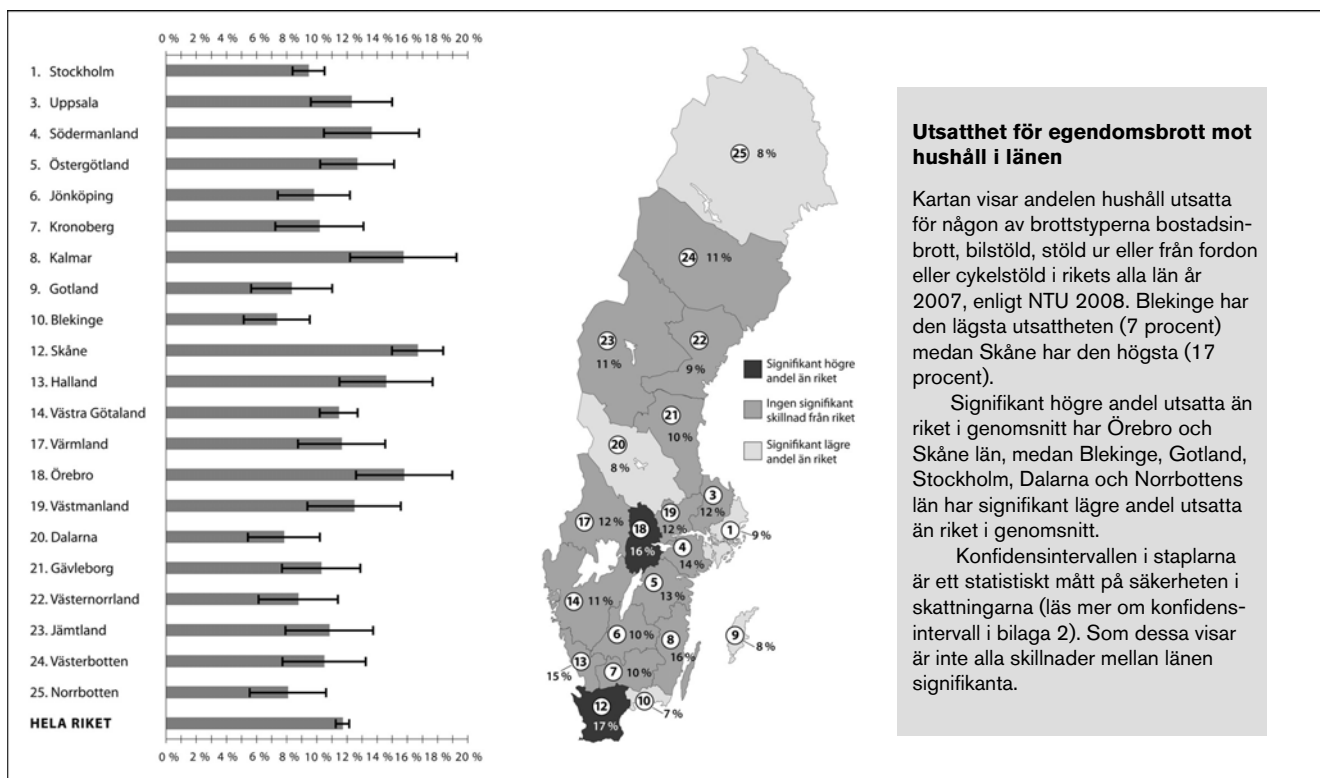 0 % 2 % 4 % 6 % 8 % 10 % 12 % 14 % 16 % 18 % 20 %
1. Stockholm
3. Uppsala
4. Södermanland
5. Östergötland
6. Jönköping
7. Kronoberg
8. Kalmar
9. Gotland
10. Blekinge
12. Skåne
13. Halland
14. Västra Götaland
17. Värmland
18. Örebro
19. Västmanland
20. Dalarna
21. Gävleborg
22. Västernorrland
23. Jämtland
24. Västerbotten
25. Norrbotten
HELA RIKET
0 % 2 % 4 % 6 % 8 % 10 % 12 % 14 % 16 % 18 % 20 %
25 8 %
24 11 %
23
11 %
22
9 %
21
10 %
20
8 %
3
12 %
19
12 %
1
9 %
17 12 %
18
16 %
4
14 %
5
13 %
14 11 %
6 10 %
8
16 %
9
8 %
13
15 %
7 10 %
10
7 %
12
17 %
Signifikant högre
andel än riket
Ingen signifikant
skillnad från riket
Signifikant lägre
andel än riket
Utsatthet för egendomsbrott mot
hushåll i länen
Kartan visar andelen hushåll utsatta
för någon av brottstyperna bostadsin-
brott, bilstöld, stöld ur eller från fordon
eller cykelstöld i rikets alla län år
2007, enligt NTU 2008. Blekinge har
den lägsta utsattheten (7 procent)
medan Skåne har den högsta (17
procent).
Signifikant högre andel utsatta än
riket i genomsnitt har Örebro och
Skåne län, medan Blekinge, Gotland,
Stockholm, Dalarna och Norrbottens
län har signifikant lägre andel utsatta
än riket i genomsnitt.
Konfidensintervallen i staplarna
är ett statistiskt mått på säkerheten i
skattningarna (läs mer om konfidens-
intervall i bilaga 2). Som dessa visar
är inte alla skillnader mellan länen
signifikanta.